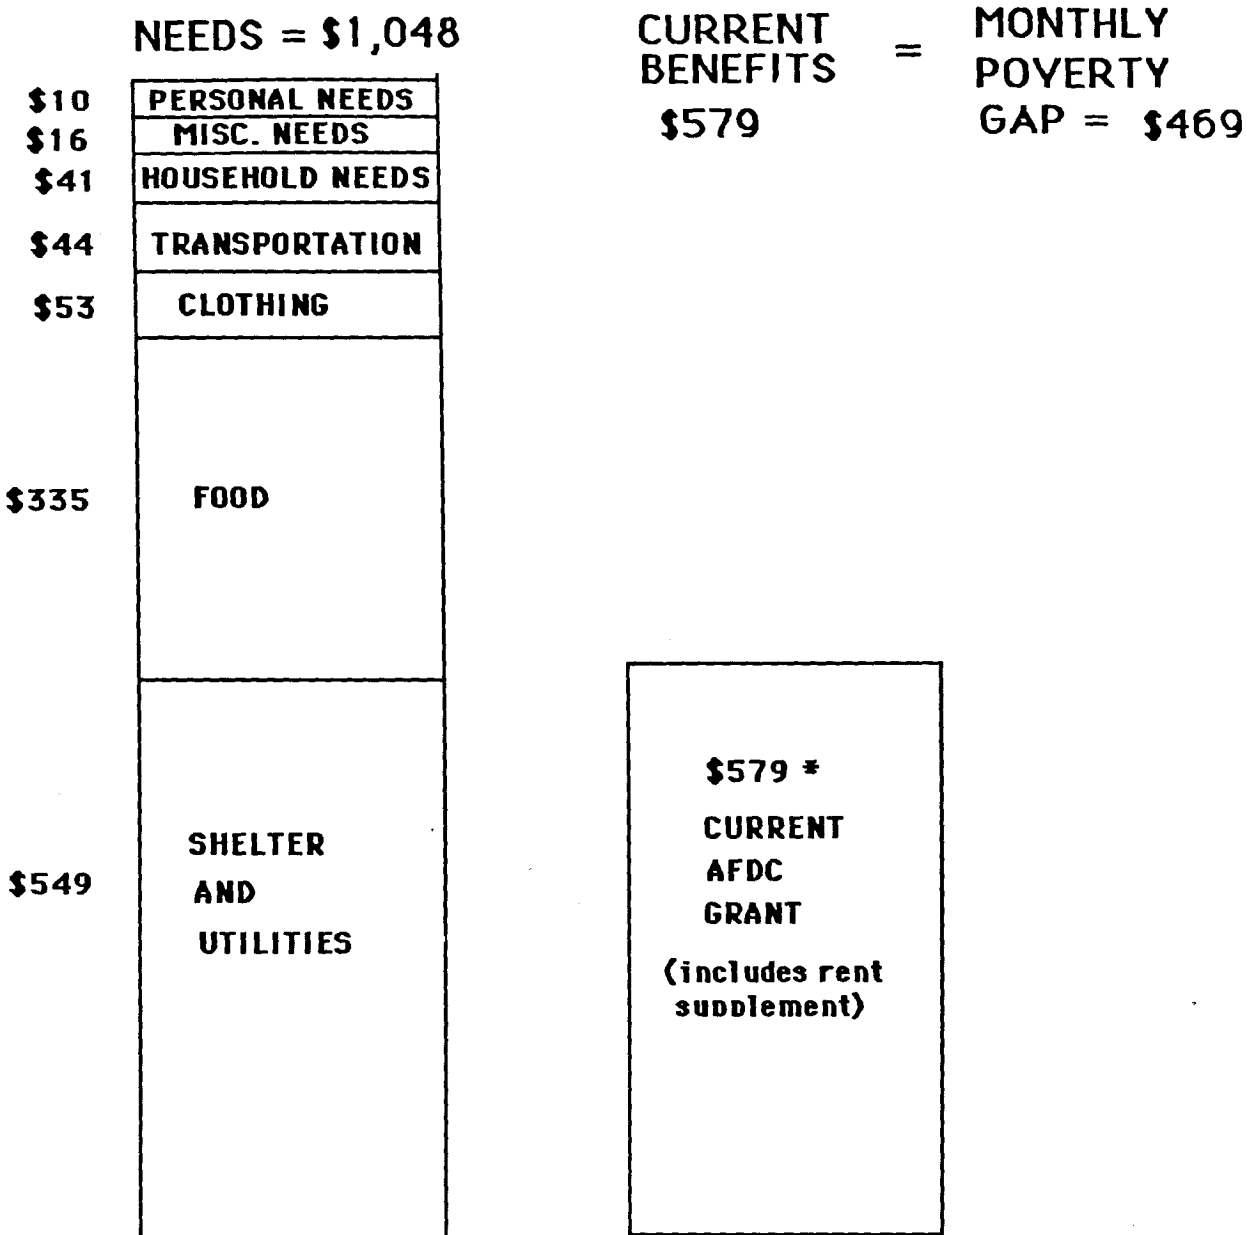 NEEDS = $1,048
CURRENT BENEFITS $579
=
MONTHLY POVERTY GAP = $469
$10 PERSONAL NEEDS
$16 MISC. NEEDS
$41 HOUSEHOLD NEEDS
$44 TRANSPORTATION
$53 CLOTHING
$335 FOOD
$549
SHELTER
AND
UTILITIES
$579 *
CURRENT
AFDC
GRANT
(includes rent
supplement)